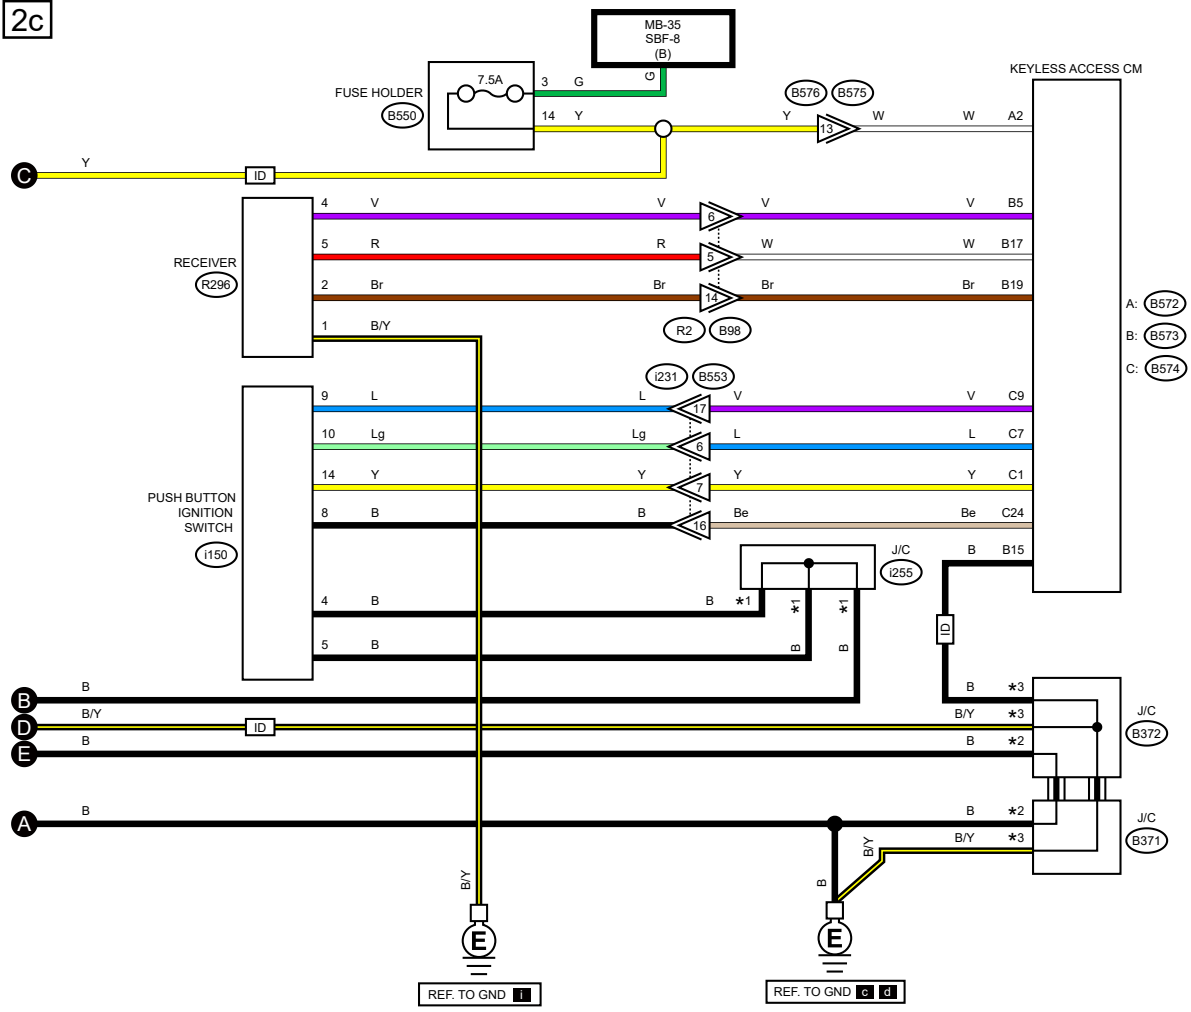 2c
MB-35
SBF-8
(B)
G
KEYLESS ACCESS CM
7.5A
3 G
FUSE HOLDER
B550
B576 B575
14 Y Y 13 W W A2
Y
C ID
4 V V 6 V V B5
5 R R 5 W W B17
RECEIVER
R296
2 Br Br 14 Br Br B19
A: B572
1 B/Y
R2 B98
B: B573
C: B574
i231 B553
9 L L 17 V V C9
10 Lg Lg 6 L L C7
14 Y Y 7 Y Y C1
PUSH BUTTON
IGNITION
SWITCH
8 B B 16 Be Be C24
i150
J/C
i255
B B15
4 B B *1 *1 *1
ID
5 B B B
B B B *3
D B/Y ID B/Y *3
J/C
B372
E B B *2
A B B *2
J/C
B371
B/Y B/Y *3
B/Y B
E E
REF. TO GND i
REF. TO GND c d